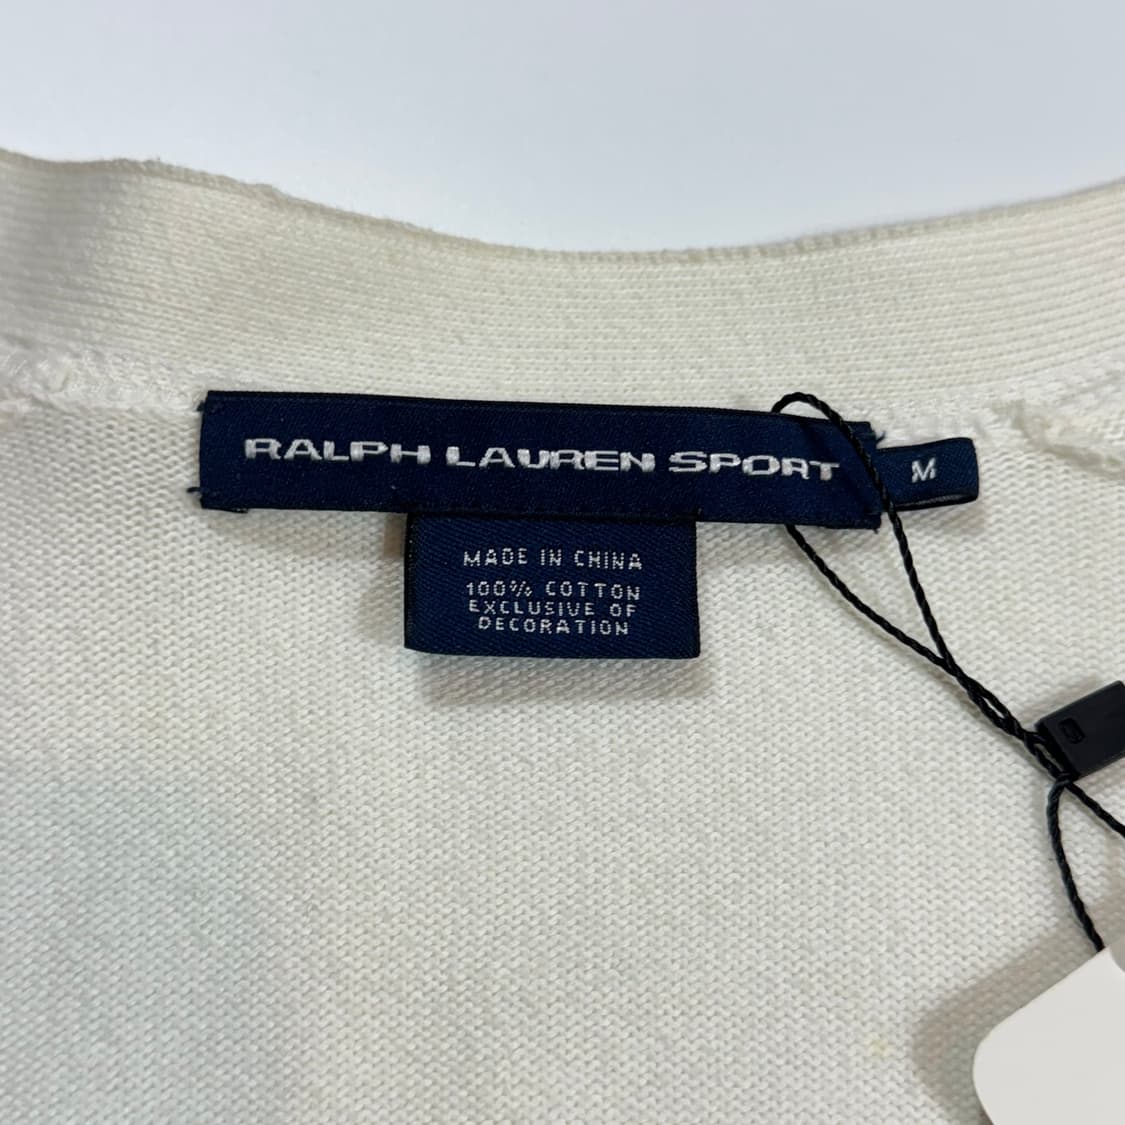 RALPH LAUREN SPORT
M
MADE IN CHINA
100% COTTON
EXCLUSIVE OF
DECORATION